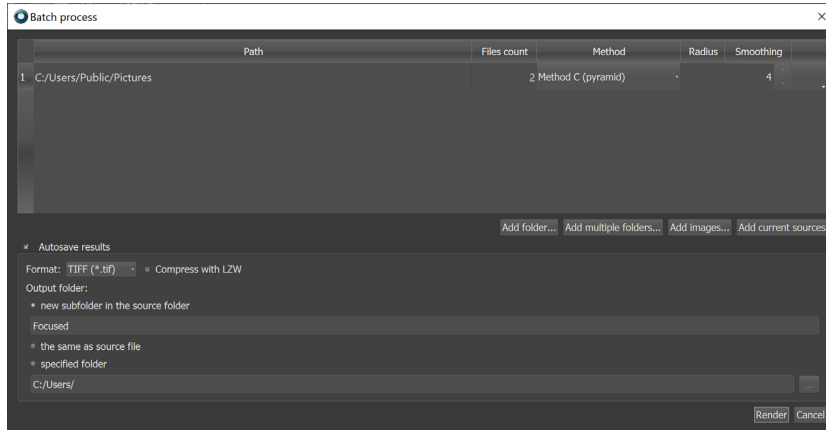 Batch process
Path Files count Method Radius Smoothing
1 C:/Users/Public/Pictures 2 Method C (pyramid) 4
Add folder... Add multiple folders... Add images... Add current sources
Autosave results
Format: TIFF (*.tif) Compress with LZW
Output folder:
new subfolder in the source folder
Focused
the same as source file
specified folder
C:/Users/
...
Render Cancel